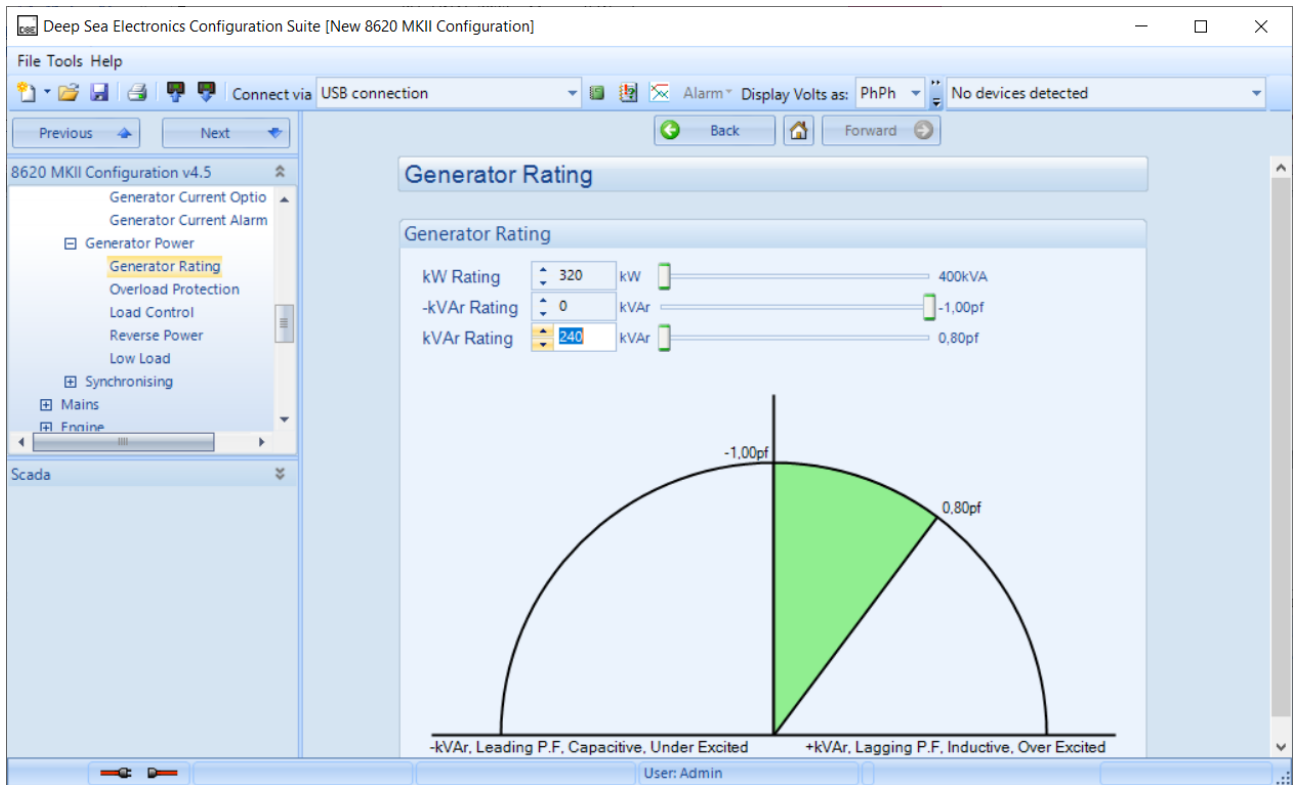 DSE Deep Sea Electronics Configuration Suite [New 8620 MKII Configuration]
File Tools Help
Connect via USB connection Alarm Display Volts as: PhPh No devices detected
Previous Next
Back Forward
8620 MKII Configuration v4.5
Generator Current Optio
Generator Current Alarm
Generator Power
Generator Rating
Overload Protection
Load Control
Reverse Power
Low Load
Synchronising
Mains
Engine
Scada
Generator Rating
Generator Rating
kW Rating 320 kW 400kVA
-kVAr Rating 0 kVAr -1,00pf
kVAr Rating 240 kVAr 0,80pf
-1,00pf
0,80pf
-kVAr, Leading P.F, Capacitive, Under Excited +kVAr, Lagging P.F, Inductive, Over Excited
User: Admin